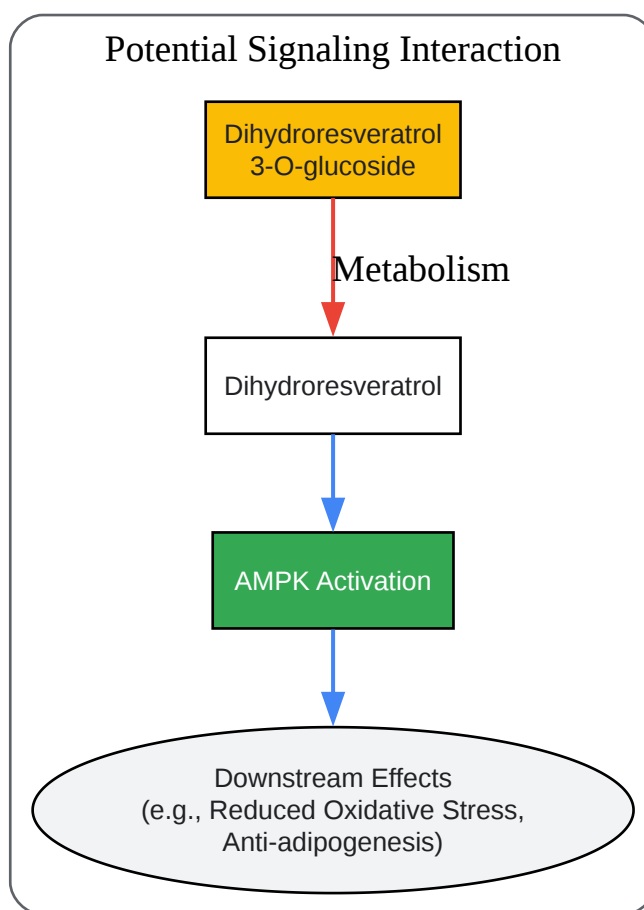 Potential Signaling Interaction
Dihydroresveratrol
3-O-glucoside
Metabolism
Dihydroresveratrol
AMPK Activation
Downstream Effects
(e.g., Reduced Oxidative Stress,
Anti-adipogenesis)